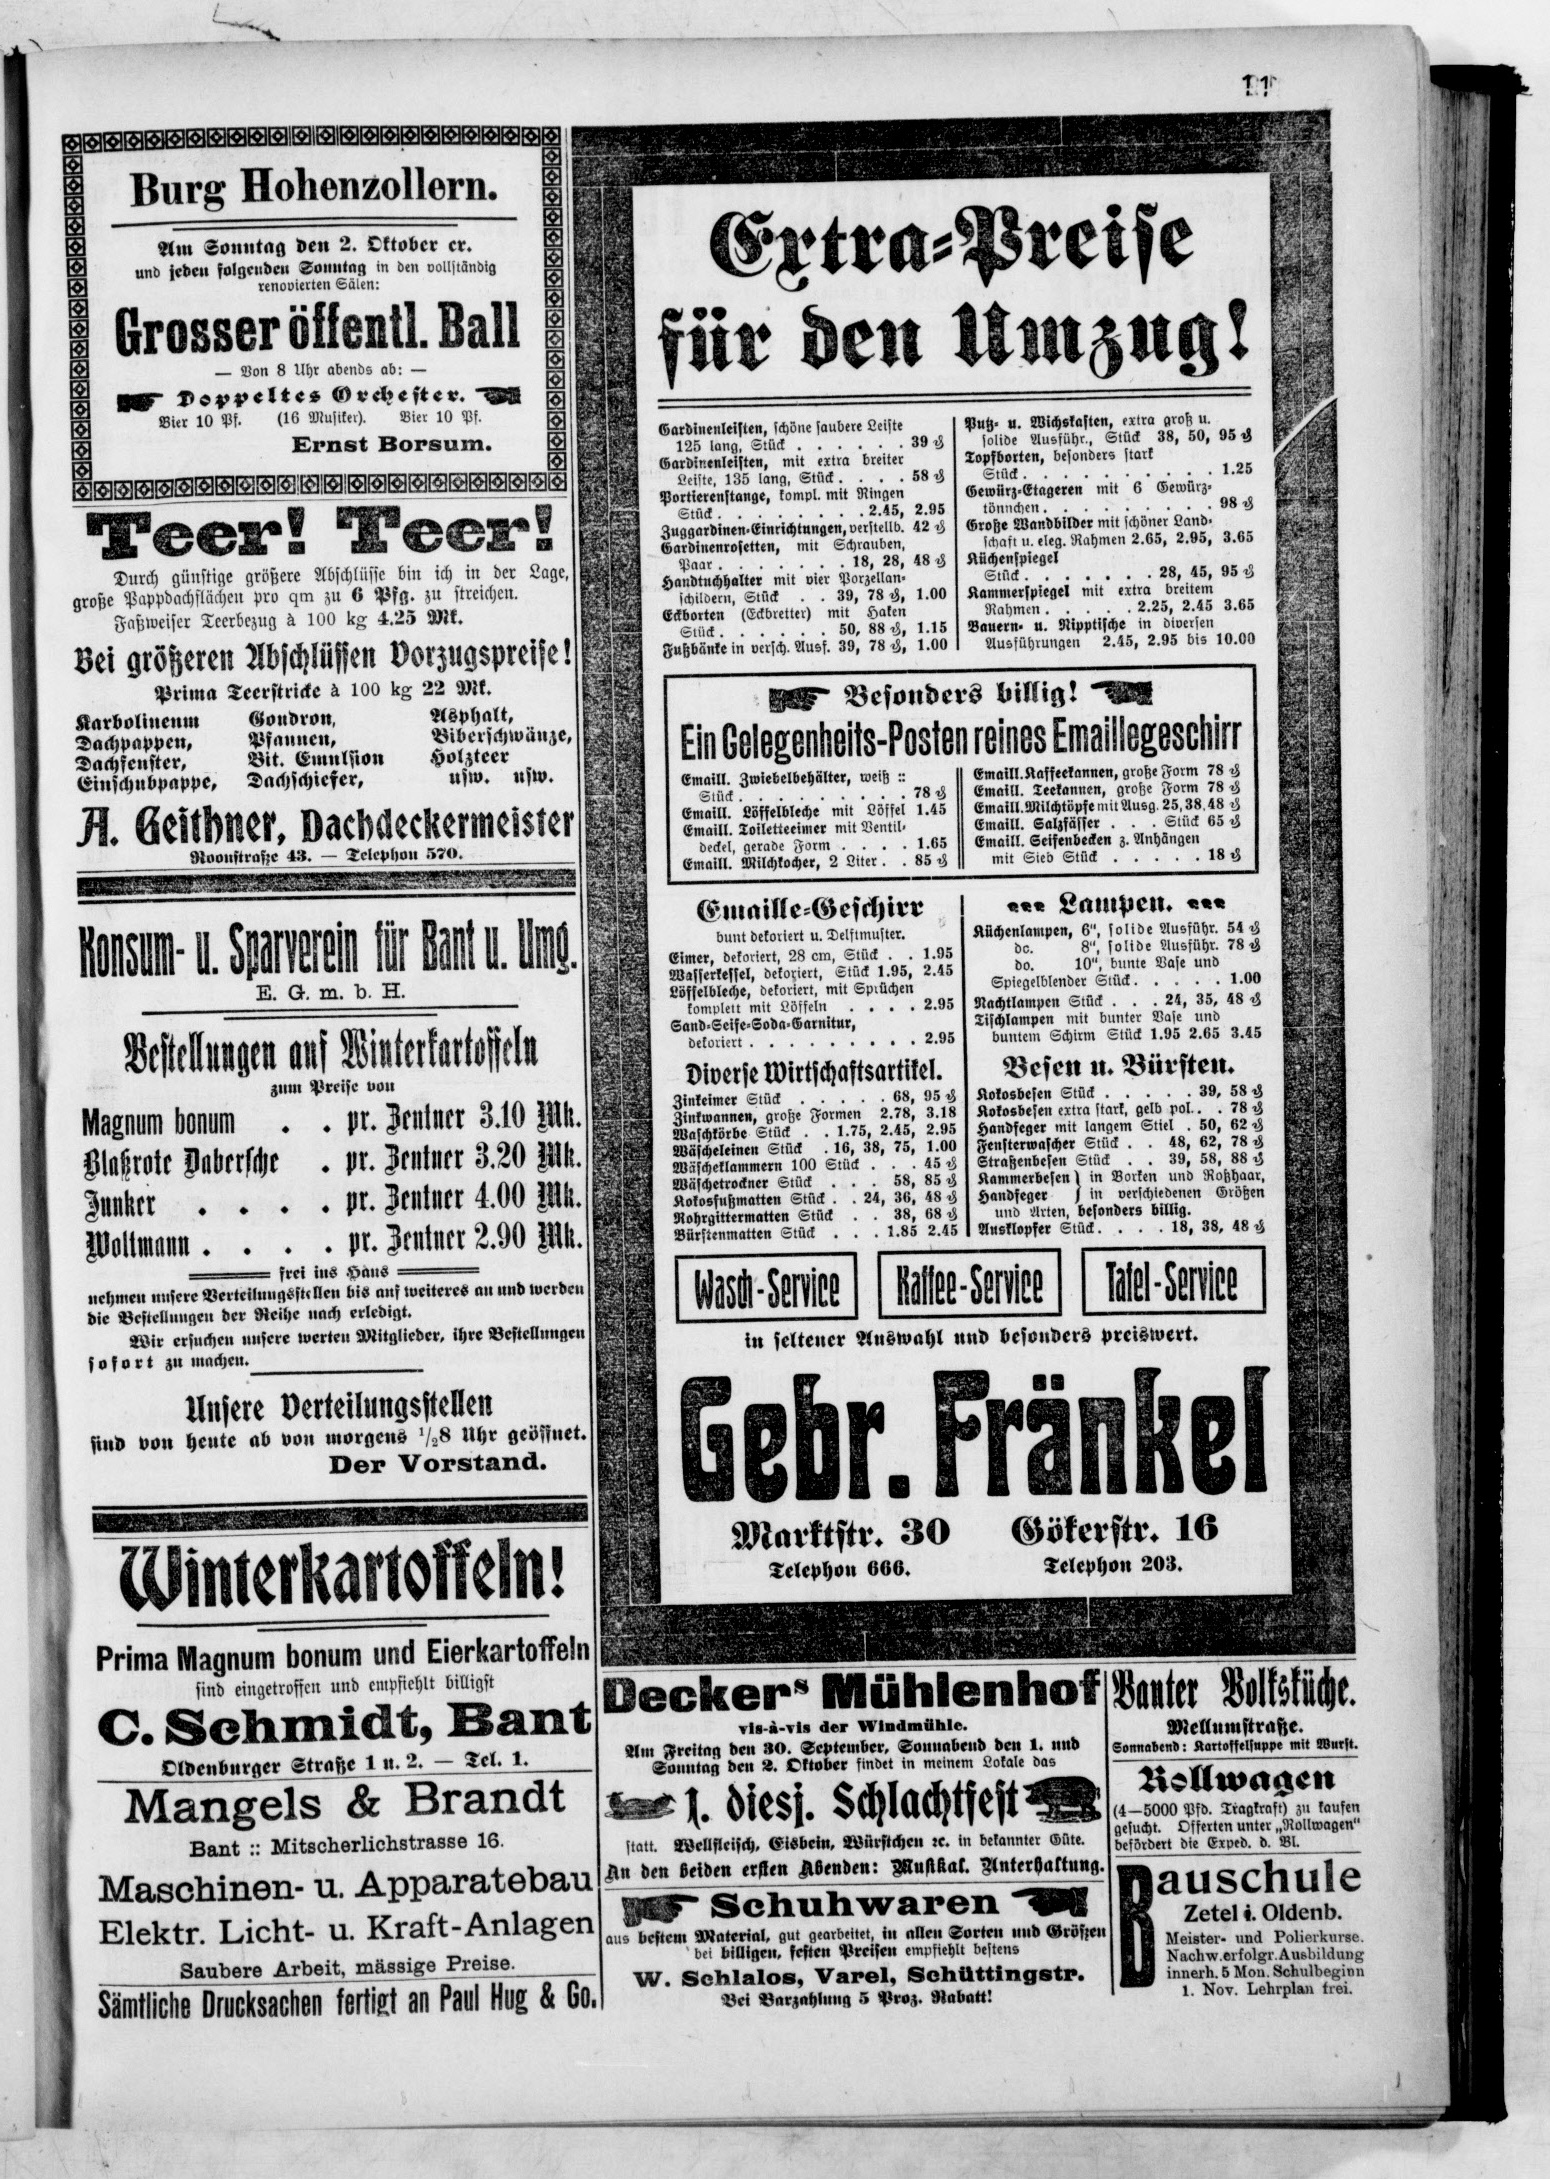 Burg Hohenzollern.
Am Sonntag den 2. Oktober cr.
und jeden folgenden Sonntag in den vollständig
renovierten Sälen:
Grosser öffentl. Ball
— Von 8 Uhr abends ab: —
Doppeltes Orchester.
Bier 10 Pf. (16 Musiker). Bier 10 Pf.
Ernst Borsum.
Teer! Teer!
Durch günstige größere Abschlüsse bin ich in der Lage,
große Pappdachflächen pro qm zu 6 Pfg. zu streichen.
Faßweiser Teerbezug à 100 kg 4.25 Mk.
Bei größeren Abschlüssen Vorzugspreise!
Prima Teerstricke à 100 kg 22 Mk.
Karbolineum Goudron, Asphalt,
Dachpappen, Pfannen, Biberschwänze,
Dachfenster, Bit. Emulsion Holzteer
Einschubpappe, Dachschiefer, usw. usw.
A. Geithner, Dachdeckermeister
Roonstraße 43. — Telephon 570.
Konsum- u. Sparverein für Bant u. Umg.
E. G. m. b. H.
Bestellungen auf Winterkartoffeln
zum Preise von
Magnum bonum . . pr. Zentner 3.10 Mk.
Blaßrote Dabersche . pr. Zentner 3.20 Mk.
Junker . . . . pr. Zentner 4.00 Mk.
Woltmann . . . . pr. Zentner 2.90 Mk.
frei ins Haus
nehmen unsere Verteilungsstellen bis auf weiteres an und werden
die Bestellungen der Reihe nach erledigt.
Wir ersuchen unsere werten Mitglieder, ihre Bestellungen
sofort zu machen.
Unsere Verteilungsstellen
sind von heute ab von morgens 1/28 Uhr geöffnet.
Der Vorstand.
Winterkartoffeln!
Prima Magnum bonum und Eierkartoffeln
sind eingetroffen und empfiehlt billigst
C. Schmidt, Bant
Oldenburger Straße 1 u. 2. — Tel. 1.
Mangels & Brandt
Bant :: Mitscherlichstrasse 16.
Maschinen- u. Apparatebau
Elektr. Licht- u. Kraft-Anlagen
Saubere Arbeit, mässige Preise.
Sämtliche Drucksachen fertigt an Paul Hug & Co.
Extra-Preise
für den Umzug!
Gardinenleisten, schöne saubere Leiste
125 lang, Stück . . . . . . 39 ₰
Gardinenleisten, mit extra breiter
Leiste, 135 lang, Stück . . . . 58 ₰
Portierenstange, kompl. mit Ringen
Stück . . . . . . . . . 2.45, 2.95
Zuggardinen-Einrichtungen, verstellb. 42 ₰
Gardinenrosetten, mit Schrauben,
Paar . . . . . . . 18, 28, 48 ₰
Handtuchhalter mit vier Porzellan-
schildern, Stück . . 39, 78 ₰, 1.00
Eckborten (Eckbretter) mit Haken
Stück . . . . . . 50, 88 ₰, 1.15
Fußbänke in versch. Ausf. 39, 78 ₰, 1.00
Putz- u. Wichskasten, extra groß u.
solide Ausführ., Stück 38, 50, 95 ₰
Topfborten, besonders stark
Stück . . . . . . . . . 1.25
Gewürz-Etageren mit 6 Gewürz-
tönnchen . . . . . . . . 98 ₰
Große Wandbilder mit schöner Land-
schaft u. eleg. Rahmen 2.65, 2.95, 3.65
Küchenspiegel
Stück . . . . . . . 28, 45, 95 ₰
Kammerspiegel mit extra breitem
Rahmen . . . . . 2.25, 2.45 3.65
Bauern- u. Nipptische in diversen
Ausführungen 2.45, 2.95 bis 10.00
Besonders billig!
Ein Gelegenheits-Posten reines Emaillegeschirr
Emaill. Zwiebelbehälter, weiß ::
Stück . . . . . . . . . 78 ₰
Emaill. Löffelbleche mit Löffel 1.45
Emaill. Toiletteeimer mit Ventil-
deckel, gerade Form . . . . 1.65
Emaill. Milchkocher, 2 Liter . . 85 ₰
Emaill. Kaffeekannen, große Form 78 ₰
Emaill. Teekannen, große Form 78 ₰
Emaill. Milchtöpfe mit Ausg. 25, 38, 48 ₰
Emaill. Salzfässer . . . Stück 65 ₰
Emaill. Seifenbecken z. Anhängen
mit Sieb Stück . . . . . 18 ₰
Emaille-Geschirr
bunt dekoriert u. Delftmuster.
Eimer, dekoriert, 28 cm, Stück . . 1.95
Wasserkessel, dekoriert, Stück 1.95, 2.45
Löffelbleche, dekoriert, mit Sprüchen
komplett mit Löffeln . . . . 2.95
Sand-Seife-Soda-Garnitur,
dekoriert . . . . . . . . . 2.95
Diverse Wirtschaftsartikel.
Zinkeimer Stück . . . . . 68, 95 ₰
Zinkwannen, große Formen 2.78, 3.18
Waschkörbe Stück . . 1.75, 2.45, 2.95
Wäscheleinen Stück . 16, 38, 75, 1.00
Wäscheklammern 100 Stück . . . 45 ₰
Wäschetrockner Stück . . . 58, 85 ₰
Kokosfußmatten Stück . . 24, 36, 48 ₰
Rohrgittermatten Stück . . 38, 68 ₰
Bürstenmatten Stück . . . 1.85 2.45
Lampen.
Küchenlampen, 6", solide Ausführ. 54 ₰
do. 8", solide Ausführ. 78 ₰
do. 10", bunte Vase und
Spiegelblender Stück . . . . . 1.00
Nachtlampen Stück . . . 24, 35, 48 ₰
Tischlampen mit bunter Vase und
buntem Schirm Stück 1.95 2.65 3.45
Besen u. Bürsten.
Kokosbesen Stück . . . . . 39, 58 ₰
Kokosbesen extra stark, gelb pol. . . 78 ₰
Handfeger mit langem Stiel . 50, 62 ₰
Fensterwascher Stück . . 48, 62, 78 ₰
Straßenbesen Stück . . 39, 58, 88 ₰
Kammerbesen } in Borken und Roßhaar,
Handfeger } in verschiedenen Größen
und Arten, besonders billig.
Ausklopfer Stück . . . . 18, 38, 48 ₰
Wasch-Service Kaffee-Service Tafel-Service
in seltener Auswahl und besonders preiswert.
Gebr. Fränkel
Marktstr. 30 Gökerstr. 16
Telephon 666. Telephon 203.
Deckers Mühlenhof
vis-à-vis der Windmühle.
Am Freitag den 30. September, Sonnabend den 1. und
Sonntag den 2. Oktober findet in meinem Lokale das
1. diesj. Schlachtfest
statt. Wellfleisch, Eisbein, Würstchen ꝛc. in bekannter Güte.
An den beiden ersten Abenden: Musikal. Unterhaltung.
Schuhwaren
aus bestem Material, gut gearbeitet, in allen Sorten und Größen
bei billigen, festen Preisen empfiehlt bestens
W. Schlalos, Varel, Schüttingstr.
Bei Barzahlung 5 Proz. Rabatt!
Banter Volksküche.
Mellumstraße.
Sonnabend: Kartoffelsuppe mit Wurst.
Rollwagen
(4—5000 Pfd. Tragkraft) zu kaufen
gesucht. Offerten unter „Rollwagen"
befördert die Exped. d. Bl.
Bauschule
Zetel i. Oldenb.
Meister- und Polierkurse.
Nachw. erfolgr. Ausbildung
innerh. 5 Mon. Schulbeginn
1. Nov. Lehrplan frei.